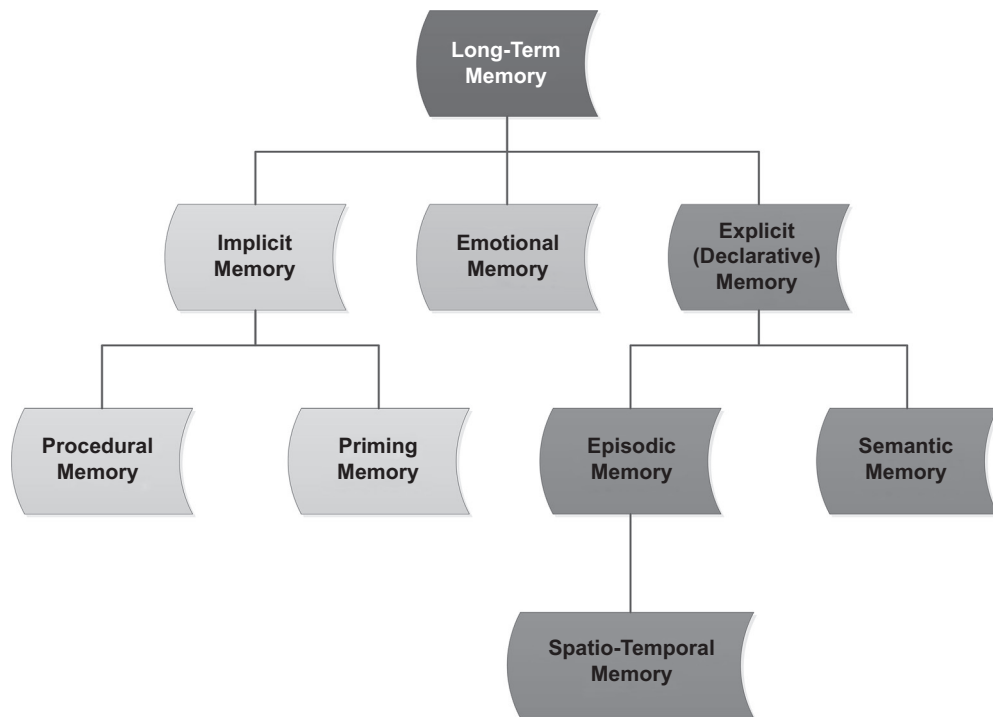 Long-Term
Memory
Implicit
Memory
Emotional
Memory
Explicit
(Declarative)
Memory
Procedural
Memory
Priming
Memory
Episodic
Memory
Semantic
Memory
Spatio-Temporal
Memory